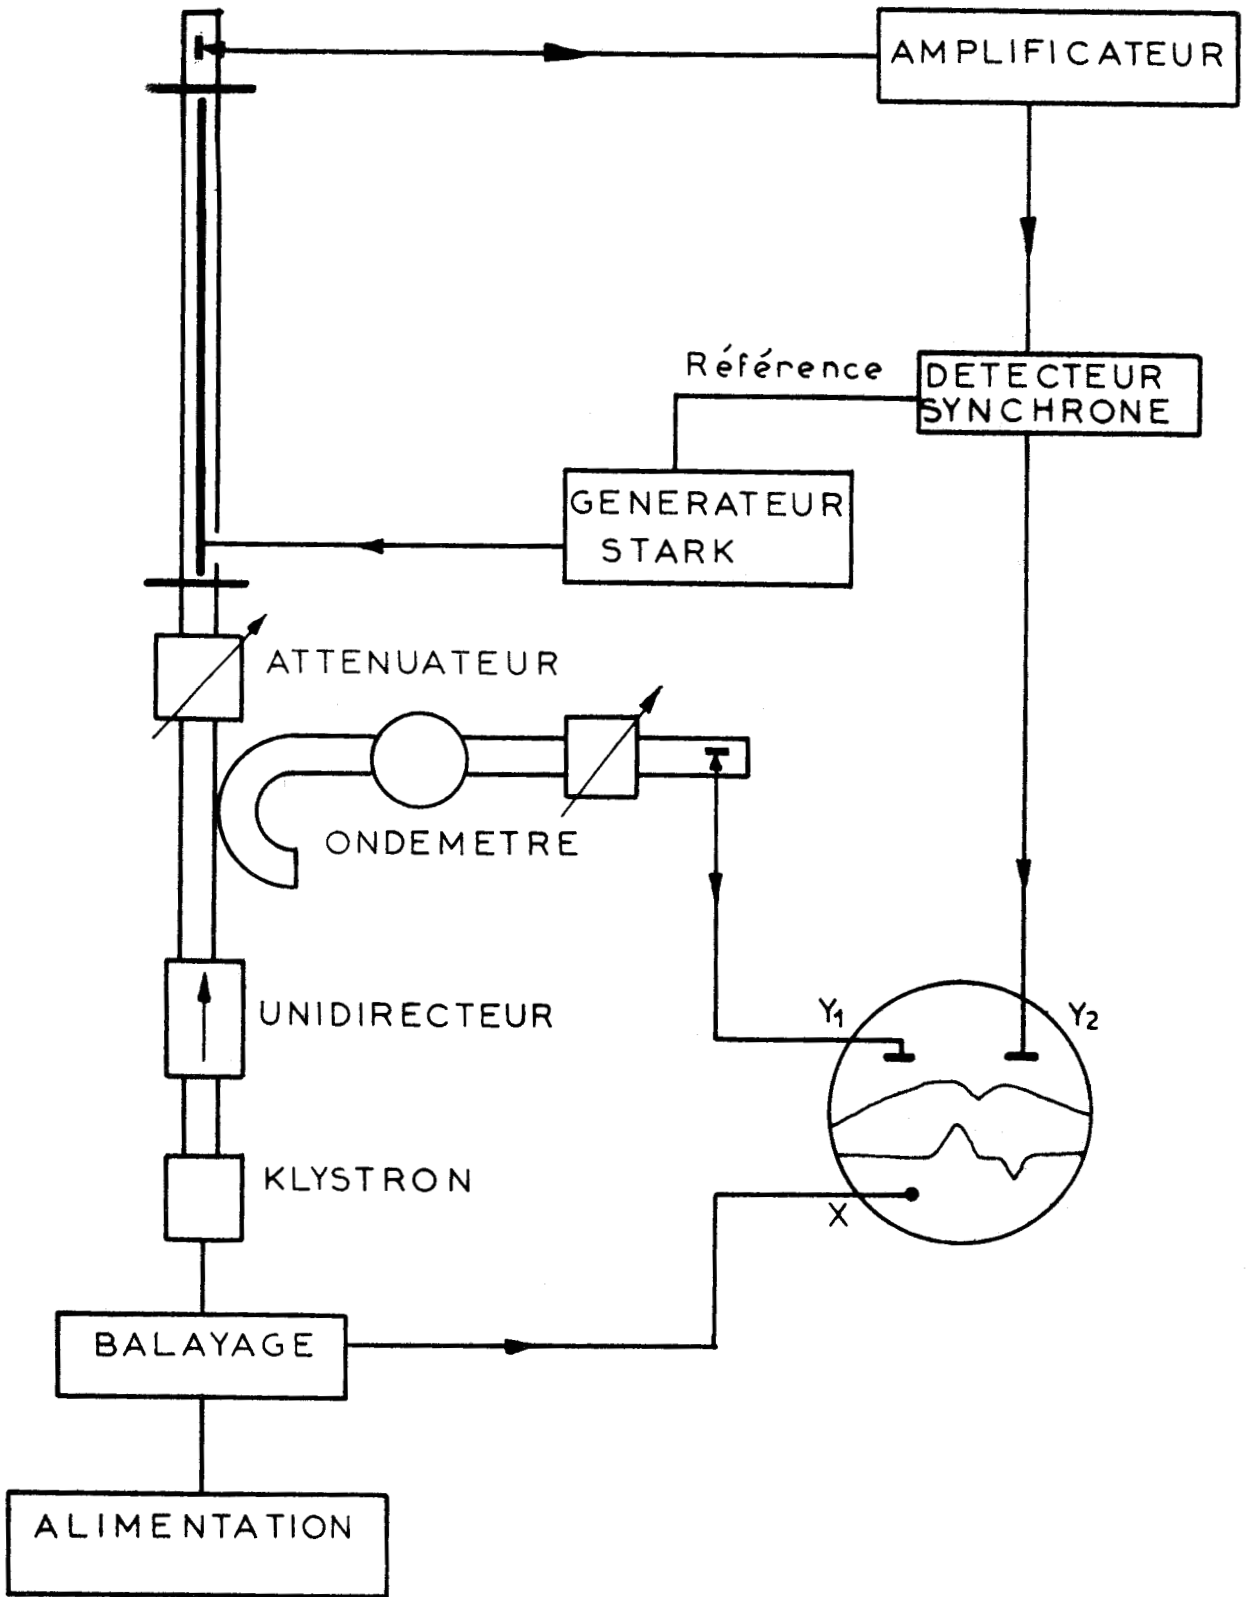 AMPLIFICATEUR
Référence
DETECTEUR
SYNCHRONE
GENERATEUR
STARK
ATTENUATEUR
ONDEMETRE
UNIDIRECTEUR
Y1
Y2
KLYSTRON
X
BALAYAGE
ALIMENTATION